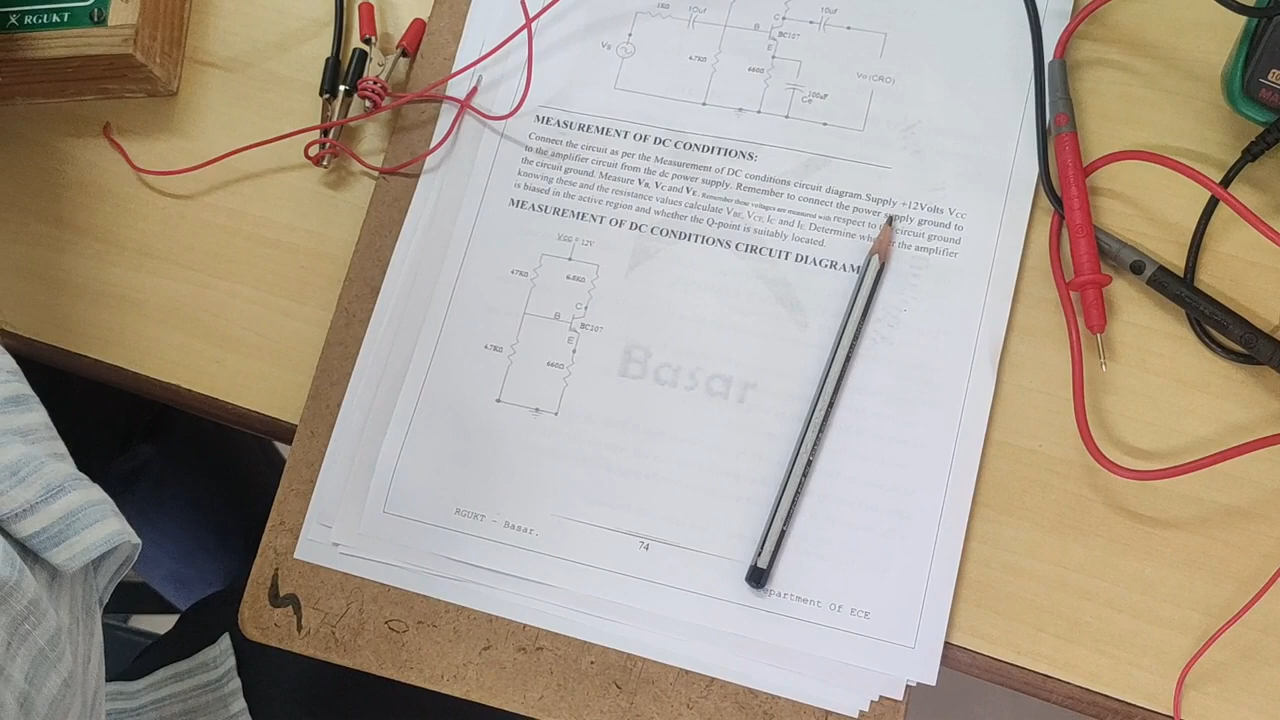 RGUKT
1KΩ
10uf
10uf
C
B
BC107
E
Vs
4.7KΩ
660Ω
100uF
Ce
Vo(CRO)
MEASUREMENT OF DC CONDITIONS:
Connect the circuit as per the Measurement of DC conditions circuit diagram.Supply +12Volts VCC
to the amplifier circuit from the dc power supply. Remember to connect the power supply ground to
the circuit ground. Measure VB, VC and VE. Remember these voltages are measured with respect to circuit ground
knowing these and the resistance values calculate VBE, VCE, IC and IE. Determine the amplifier
is biased in the active region and whether the Q-point is suitably located.
MEASUREMENT OF DC CONDITIONS CIRCUIT DIAGRAM
VCC = 12V
47KΩ
6.8KΩ
C
B
BC107
E
4.7KΩ
660Ω
Basar
RGUKT - Basar.
74
epartment Of ECE